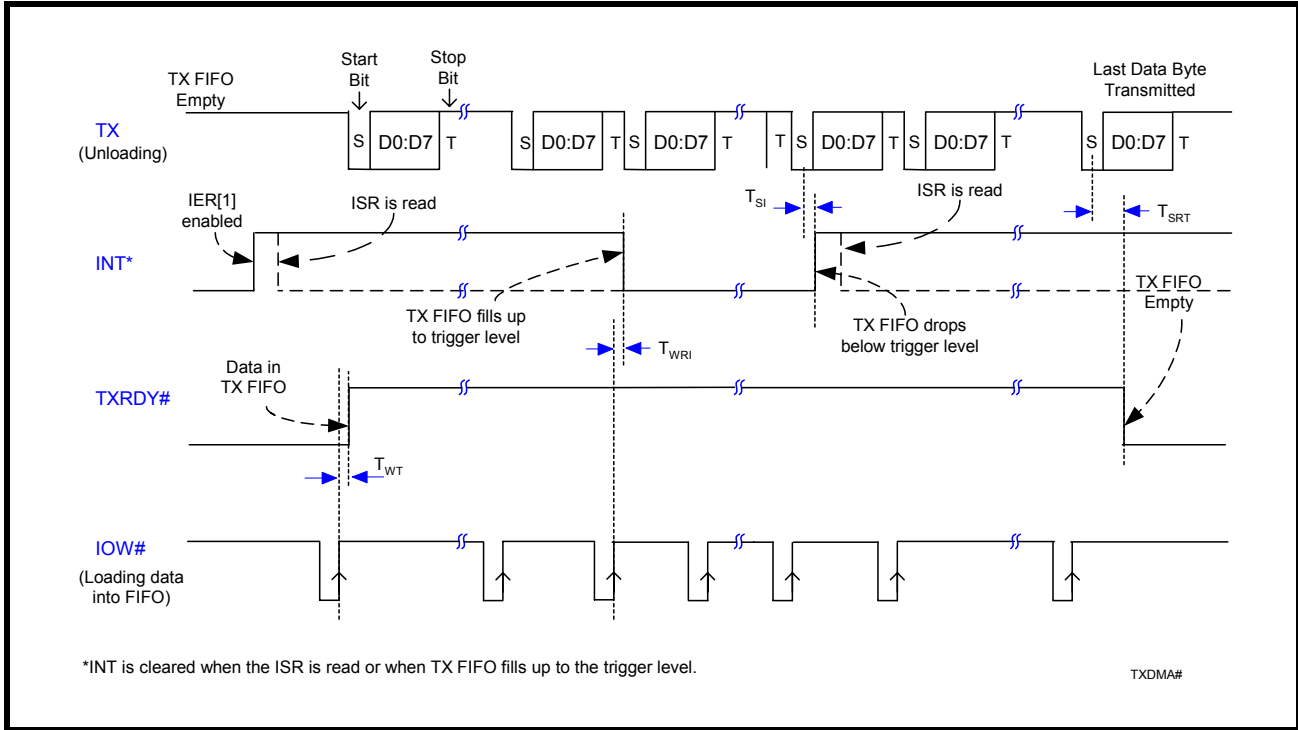 TX FIFO
Empty
Start
Bit
Stop
Bit
Last Data Byte
Transmitted
TX
(Unloading)
S D0:D7 T S D0:D7 T S D0:D7 T T S D0:D7 T S D0:D7 T S D0:D7 T
IER[1]
enabled
ISR is read
TSI
ISR is read
TSRT
INT*
TX FIFO fills up
to trigger level
TX FIFO drops
below trigger level
TX FIFO
Empty
TWRI
Data in
TX FIFO
TXRDY#
TWT
IOW#
(Loading data
into FIFO)
*INT is cleared when the ISR is read or when TX FIFO fills up to the trigger level.
TXDMA#